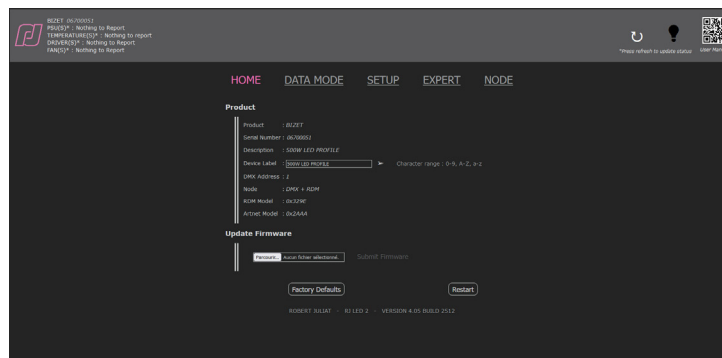 BIZET 06700051
PSU(S)* : Nothing to Report
TEMPERATURE(S)* : Nothing to report
DRIVER(S)* : Nothing to Report
FAN(S)* : Nothing to Report
*Press refresh to update status
User Man
HOME DATA MODE SETUP EXPERT NODE
Product
Product : BIZET
Serial Number : 06700051
Description : 500W LED PROFILE
Device Label : 500W LED PROFILE ➤ Character range : 0-9, A-Z, a-z
DMX Address : 1
Node : DMX + RDM
RDM Model : 0x329E
Artnet Model : 0x2AAA
Update Firmware
Parcourir... Aucun fichier sélectionné. Submit Firmware
Factory Defaults Restart
ROBERT JULIAT - RJ LED 2 - VERSION 4.05 BUILD 2512